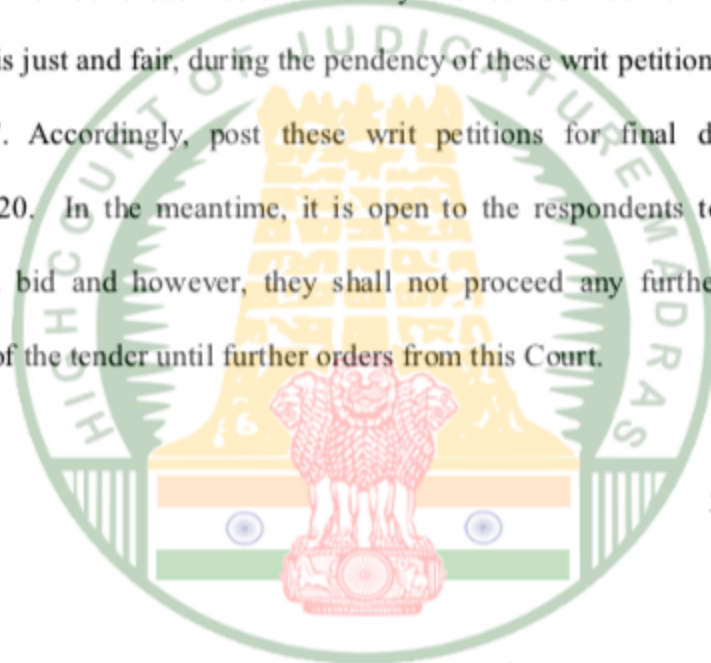 is just and fair, during the pendency of these writ petition
. Accordingly, post these writ petitions for final d
20. In the meantime, it is open to the respondents t
bid and however, they shall not proceed any furthe
of the tender until further orders from this Court.
HIGH COURT OF JUDICATURE MADRAS